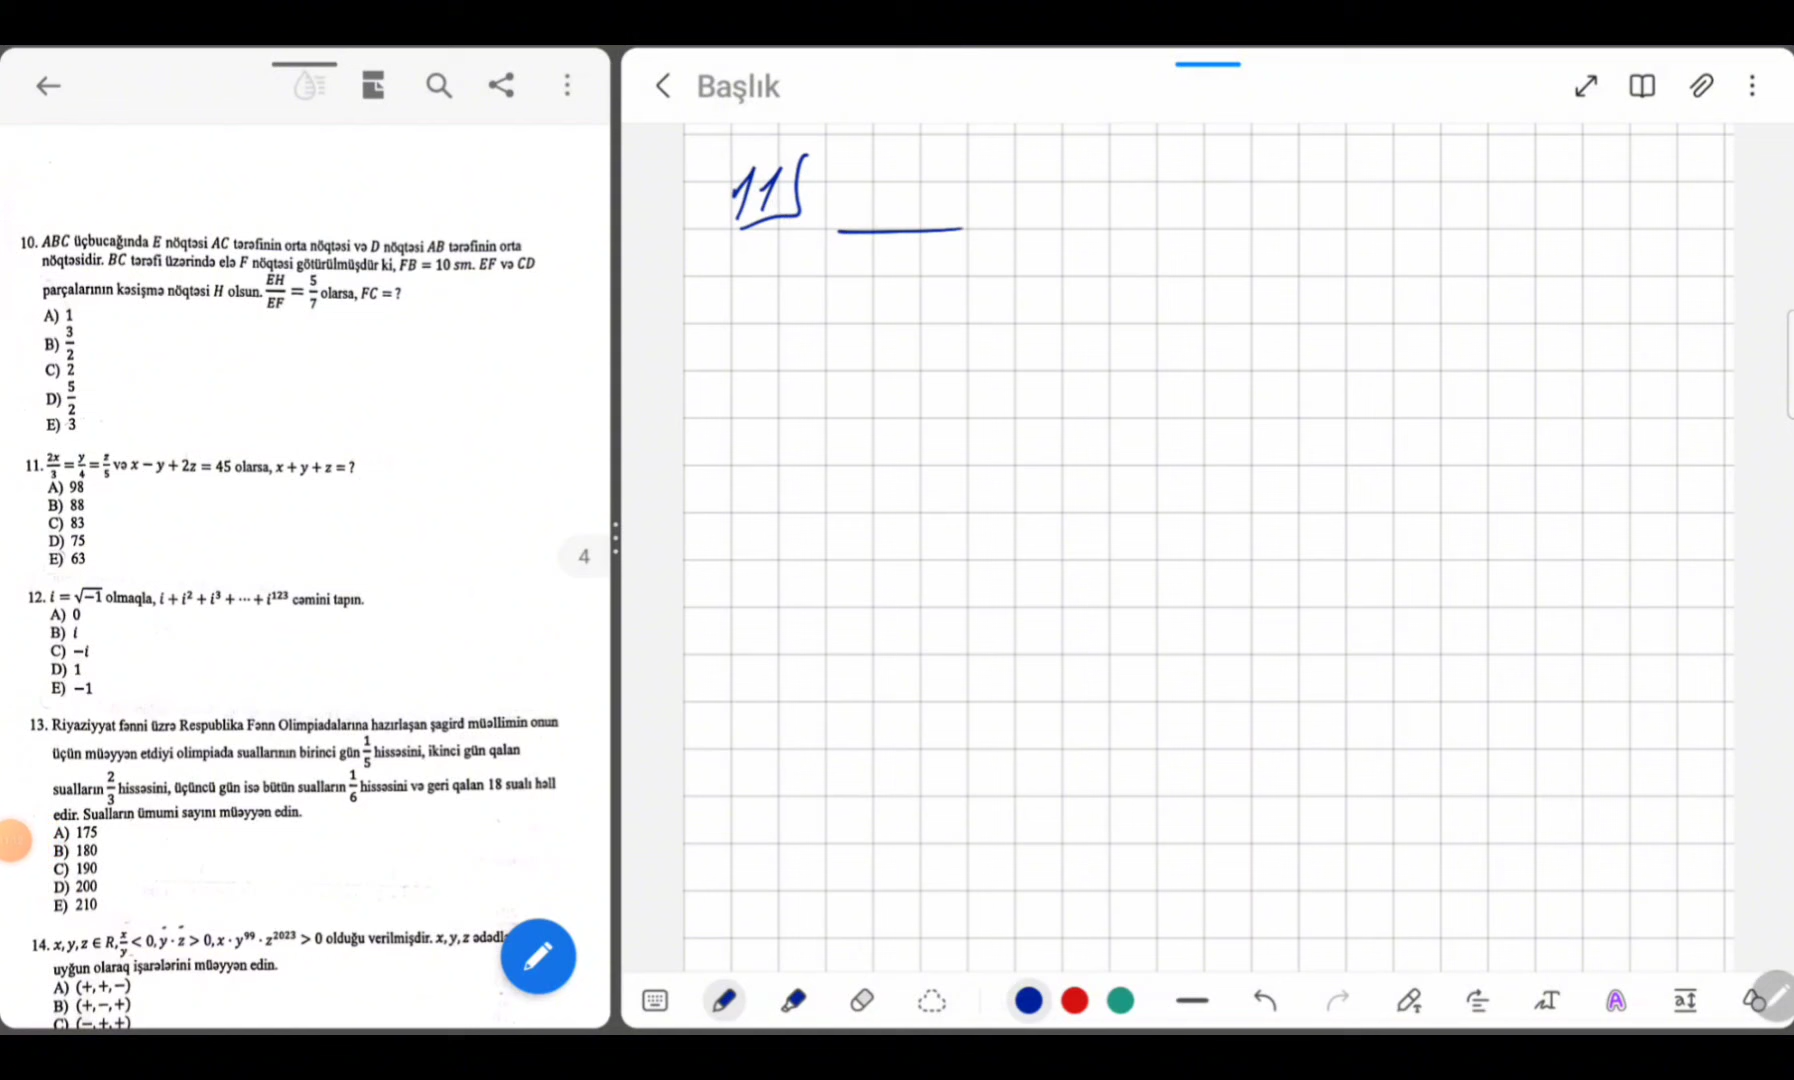 Başlık
10. ABC üçbucağında E nöqtəsi AC tərəfinin orta nöqtəsi və D nöqtəsi AB tərəfinin orta
nöqtəsidir. BC tərəfi üzərində elə F nöqtəsi götürülmüşdür ki, FB = 10 sm. EF və CD
parçalarının kəsişmə nöqtəsi H olsun. EH/EF = 5/7 olarsa, FC = ?
A) 1
B) 3/2
C) 2
D) 5/2
E) 3
11. 2x/3 = y/4 = z/5 və x − y + 2z = 45 olarsa, x + y + z = ?
A) 98
B) 88
C) 83
D) 75
E) 63
4
12. i = √−1 olmaqla, i + i² + i³ + ⋯ + i¹²³ cəmini tapın.
A) 0
B) i
C) −i
D) 1
E) −1
13. Riyaziyyat fənni üzrə Respublika Fənn Olimpiadalarına hazırlaşan şagird müəllimin onun
üçün müəyyən etdiyi olimpiada suallarının birinci gün 1/5 hissəsini, ikinci gün qalan
sualların 2/3 hissəsini, üçüncü gün isə bütün sualların 1/6 hissəsini və geri qalan 18 sualı həll
edir. Sualların ümumi sayını müəyyən edin.
A) 175
B) 180
C) 190
D) 200
E) 210
14. x, y, z ∈ R, x/y < 0, y · z > 0, x · y⁹⁹ · z²⁰²³ > 0 olduğu verilmişdir. x, y, z
uyğun olaraq işarələrini müəyyən edin.
A) (+, +, −)
B) (+, −, +)
C) (−, +, +)
11